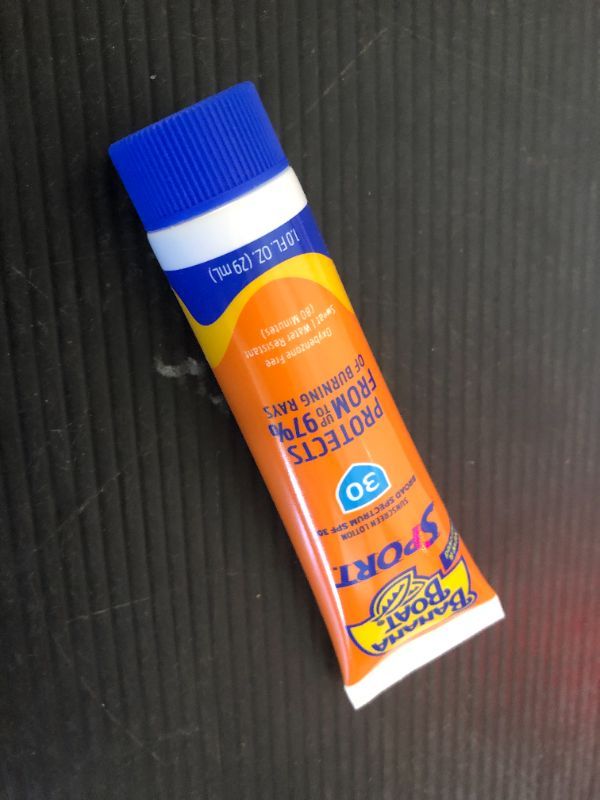 BANANA
BOAT
SPORT
SUNSCREEN LOTION
BROAD SPECTRUM SPF 30
30
PROTECTS
FROM UP TO 97%
OF BURNING RAYS
Oxybenzone Free
Sweat | Water Resistant
(80 Minutes)
1.0 FL. OZ. (29 mL)